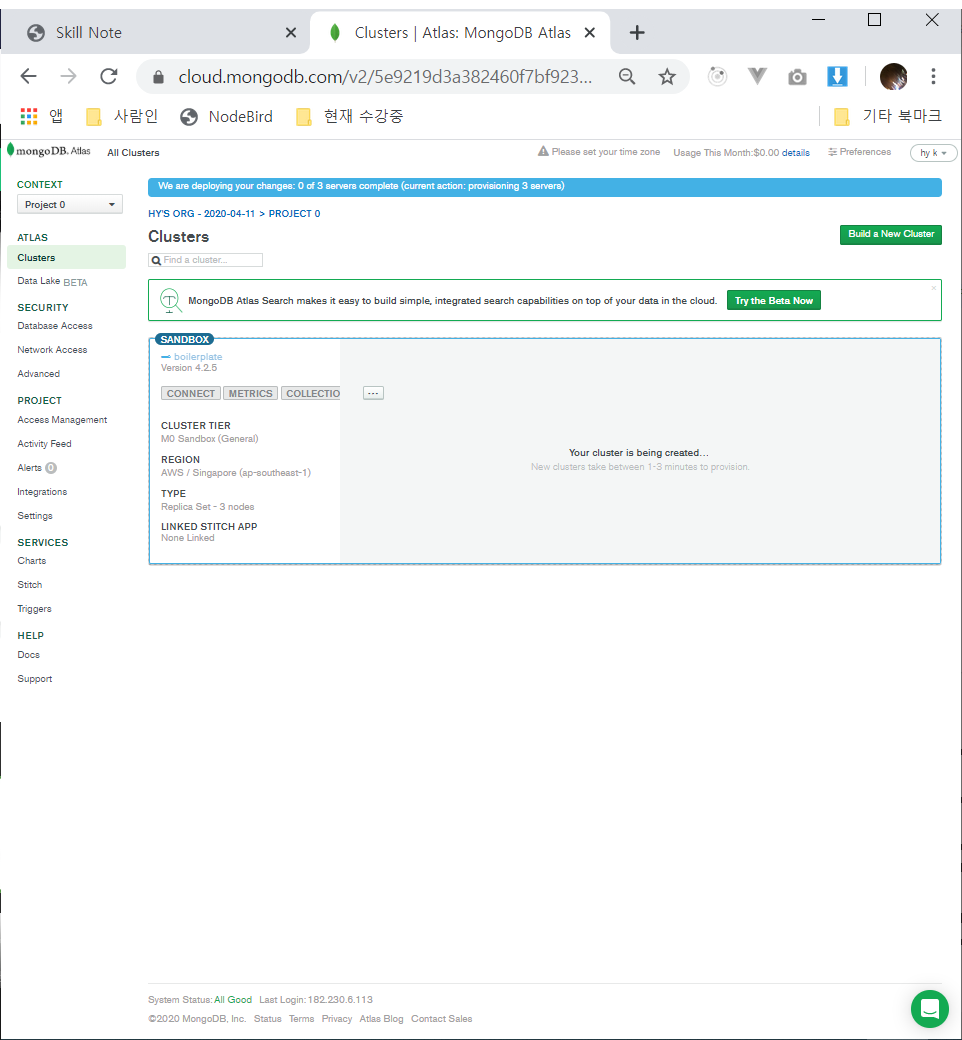 Skill Note
Clusters | Atlas: MongoDB Atlas
cloud.mongodb.com/v2/5e9219d3a382460f7bf923...
앱 사람인 NodeBird 현재 수강중 기타 북마크
mongoDB. Atlas All Clusters Please set your time zone Usage This Month:$0.00 details Preferences hy k
CONTEXT
Project 0
ATLAS
Clusters
Data Lake BETA
SECURITY
Database Access
Network Access
Advanced
PROJECT
Access Management
Activity Feed
Alerts 0
Integrations
Settings
SERVICES
Charts
Stitch
Triggers
HELP
Docs
Support
We are deploying your changes: 0 of 3 servers complete (current action: provisioning 3 servers)
HY'S ORG - 2020-04-11 > PROJECT 0
Clusters
Build a New Cluster
Find a cluster...
MongoDB Atlas Search makes it easy to build simple, integrated search capabilities on top of your data in the cloud. Try the Beta Now
SANDBOX
boilerplate
Version 4.2.5
CONNECT METRICS COLLECTIO ...
CLUSTER TIER
M0 Sandbox (General)
REGION
AWS / Singapore (ap-southeast-1)
TYPE
Replica Set - 3 nodes
LINKED STITCH APP
None Linked
Your cluster is being created...
New clusters take between 1-3 minutes to provision.
System Status: All Good Last Login: 182.230.6.113
©2020 MongoDB, Inc. Status Terms Privacy Atlas Blog Contact Sales